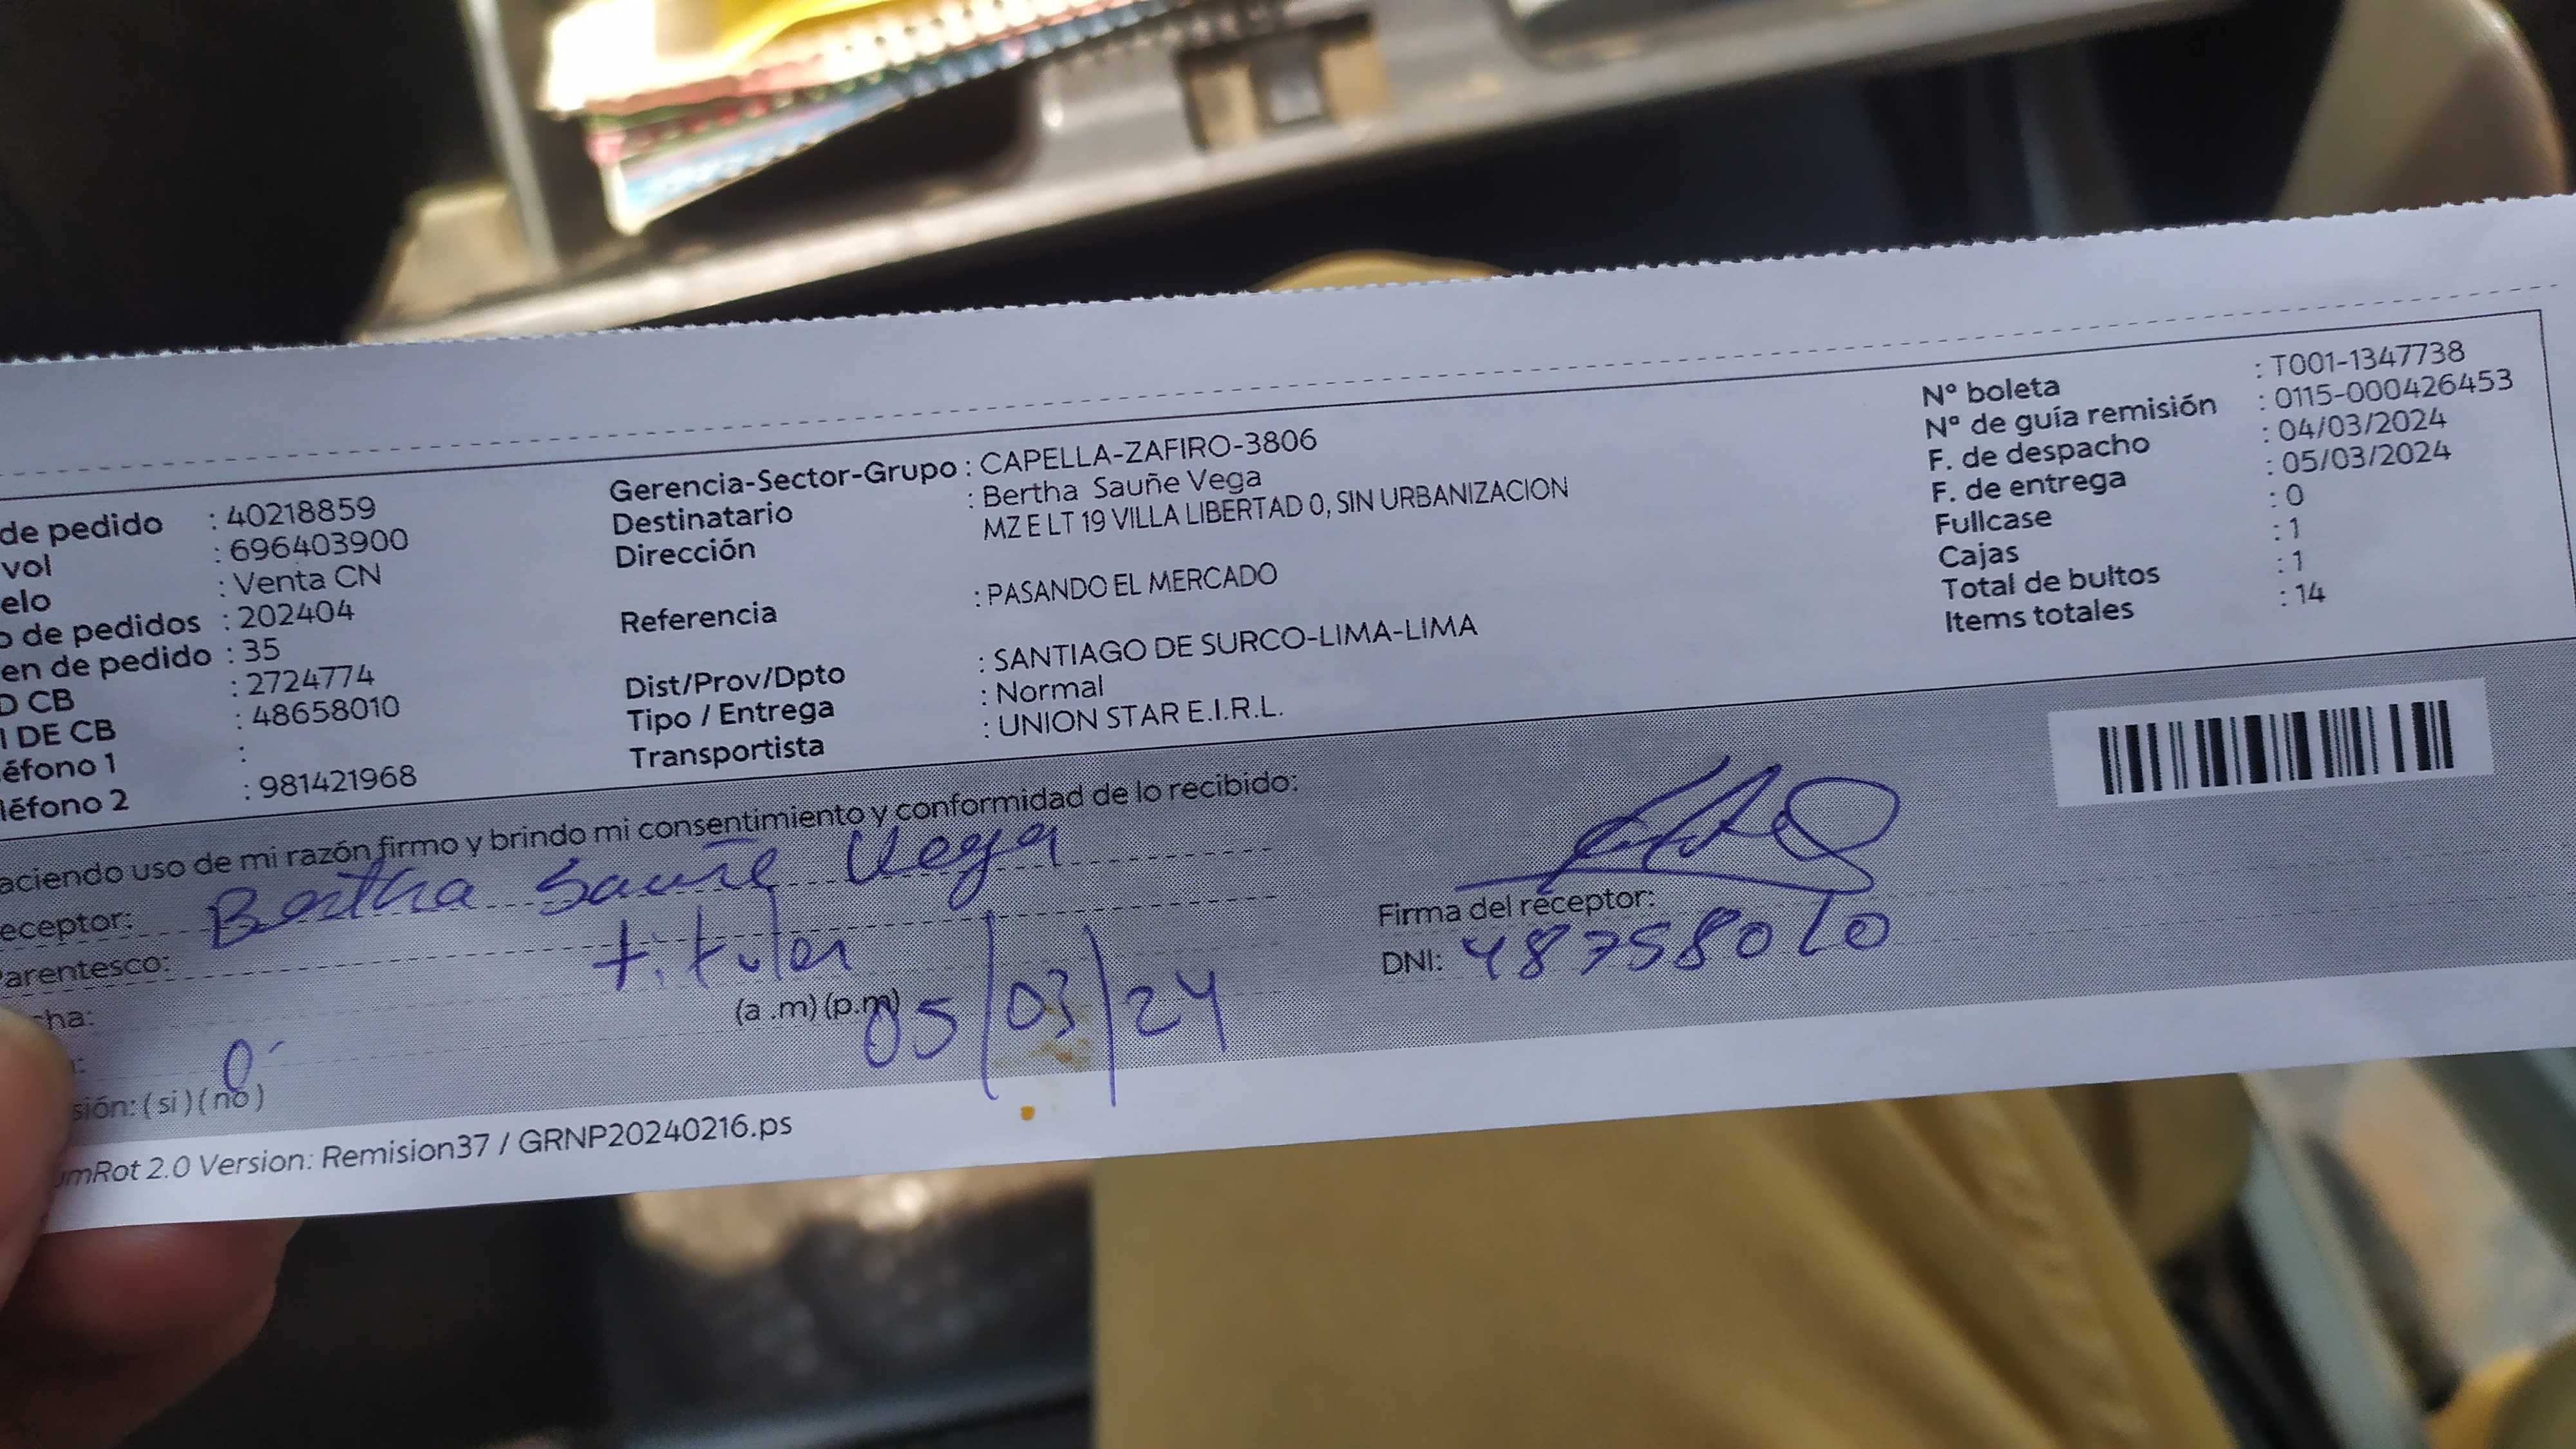 de pedido : 40218859
vol : 696403900
elo : Venta CN
o de pedidos : 202404
en de pedido : 35
D CB : 2724774
I DE CB : 48658010
éfono 1 :
léfono 2 : 981421968
Gerencia-Sector-Grupo : CAPELLA-ZAFIRO-3806
Destinatario : Bertha Sauñe Vega
Dirección MZ E LT 19 VILLA LIBERTAD 0, SIN URBANIZACION
Referencia : PASANDO EL MERCADO
Dist/Prov/Dpto : SANTIAGO DE SURCO-LIMA-LIMA
Tipo / Entrega : Normal
Transportista : UNION STAR E.I.R.L.
Nº boleta : T001-1347738
Nº de guía remisión : 0115-000426453
F. de despacho : 04/03/2024
F. de entrega : 05/03/2024
Fullcase : 0
Cajas : 1
Total de bultos : 1
Items totales : 14
aciendo uso de mi razón firmo y brindo mi consentimiento y conformidad de lo recibido:
eceptor: Bertha Sauñe Vega
Parentesco: titular
cha:
(a .m) (p.m) 05/03/24
sión: (si) (no)
Firma del receptor:
DNI: 48758010
umRot 2.0 Version: Remision37 / GRNP20240216.ps